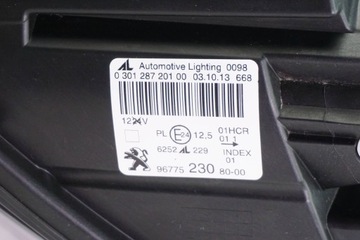 AL Automotive Lighting 0098
0 301 287 201 00 03.10.13 668
PL E24 12,5 01HCR
01 1
6252 AL 229 INDEX
01
96775 230 80-00